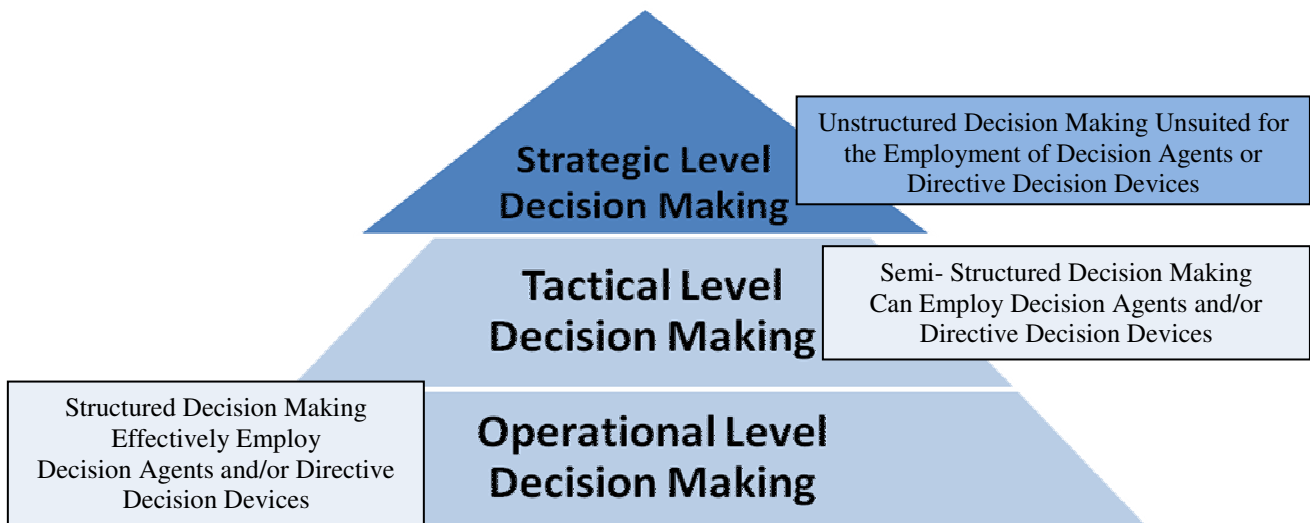 Strategic Level
Decision Making
Unstructured Decision Making Unsuited for
the Employment of Decision Agents or
Directive Decision Devices
Tactical Level
Decision Making
Semi- Structured Decision Making
Can Employ Decision Agents and/or
Directive Decision Devices
Structured Decision Making
Effectively Employ
Decision Agents and/or Directive
Decision Devices
Operational Level
Decision Making